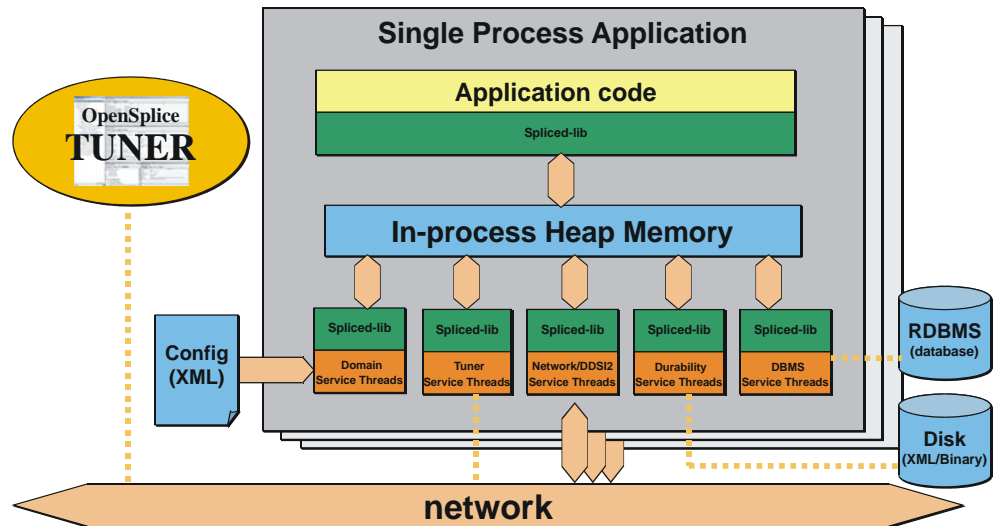 Single Process Application
Application code
Spliced-lib
OpenSplice
TUNER
In-process Heap Memory
Spliced-lib
Domain
Service Threads
Spliced-lib
Tuner
Service Threads
Spliced-lib
Network/DDSI2
Service Threads
Spliced-lib
Durability
Service Threads
Spliced-lib
DBMS
Service Threads
Config
(XML)
RDBMS
(database)
Disk
(XML/Binary)
network